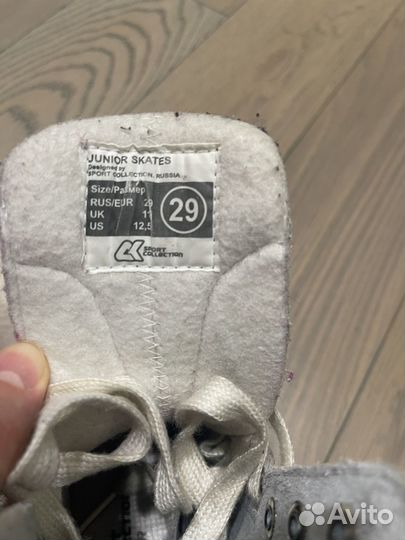 JUNIOR SKATES
Designed by
SPORT COLLECTION, RUSSIA
Size/Размер
RUS/EUR 29
UK 11
US 12,5
29
CK SPORT
COLLECTION
Avito